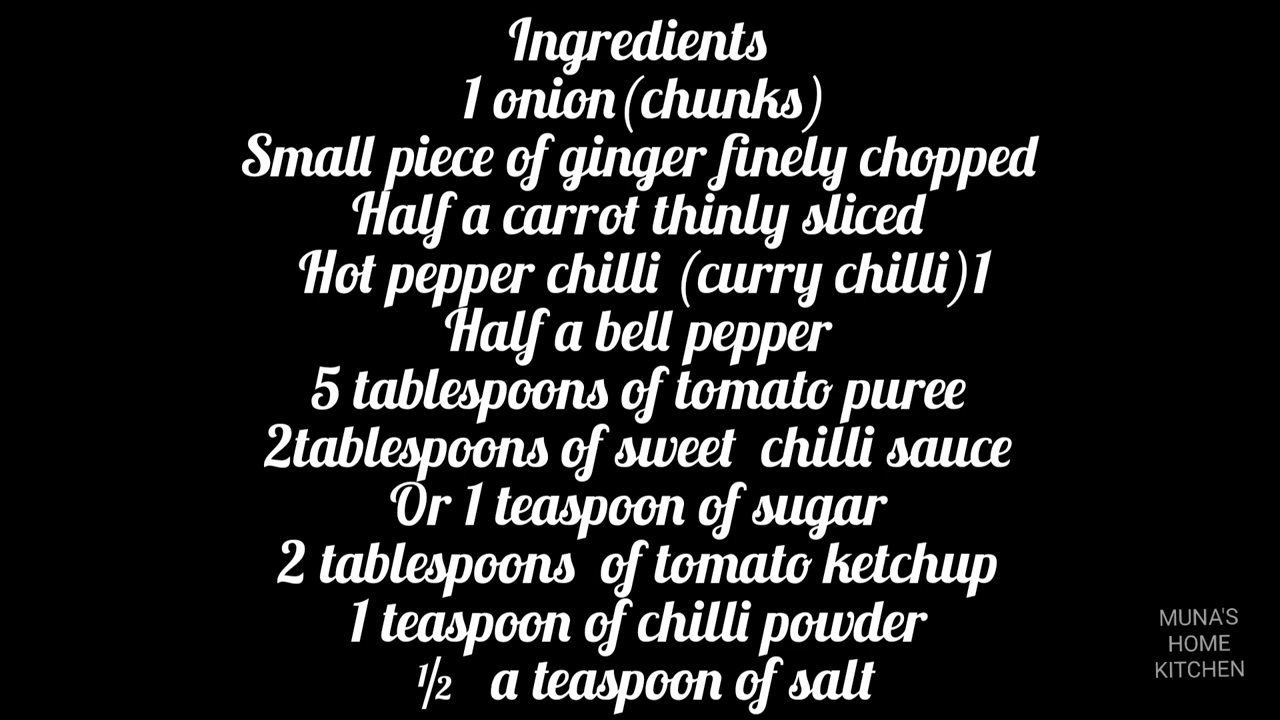 Ingredients
1 onion(chunks)
Small piece of ginger finely chopped
Half a carrot thinly sliced
Hot pepper chilli (curry chilli)1
Half a bell pepper
5 tablespoons of tomato puree
2tablespoons of sweet chilli sauce
Or 1 teaspoon of sugar
2 tablespoons of tomato ketchup
1 teaspoon of chilli powder
½ a teaspoon of salt
MUNA'S
HOME
KITCHEN